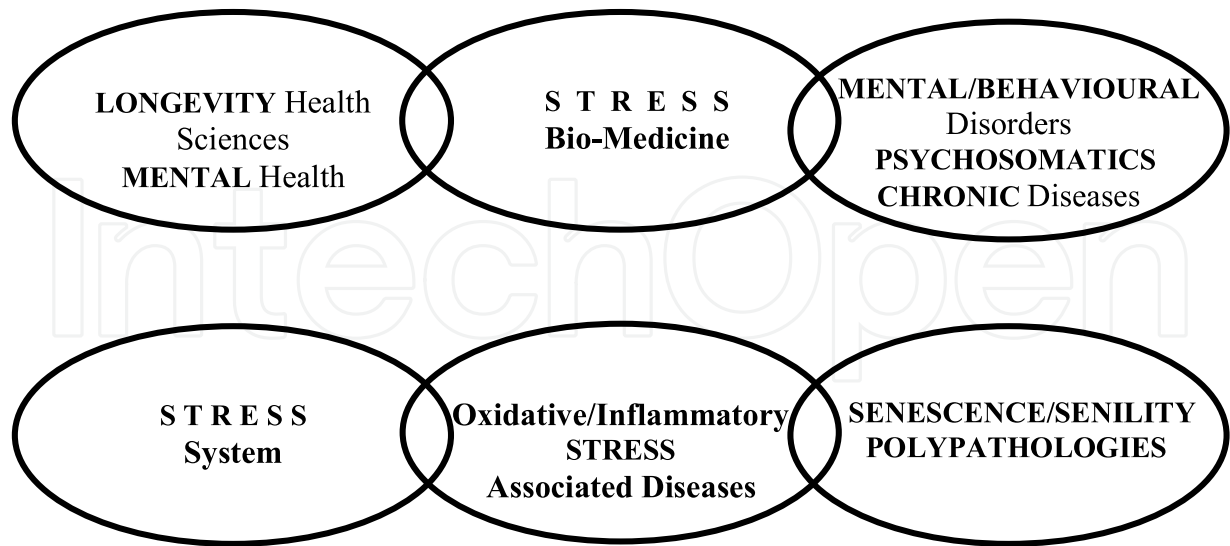 LONGEVITY Health
Sciences
MENTAL Health
S T R E S S
Bio-Medicine
MENTAL/BEHAVIOURAL
Disorders
PSYCHOSOMATICS
CHRONIC Diseases
IntechOpen
S T R E S S
System
Oxidative/Inflammatory
STRESS
Associated Diseases
SENESCENCE/SENILITY
POLYPATHOLOGIES